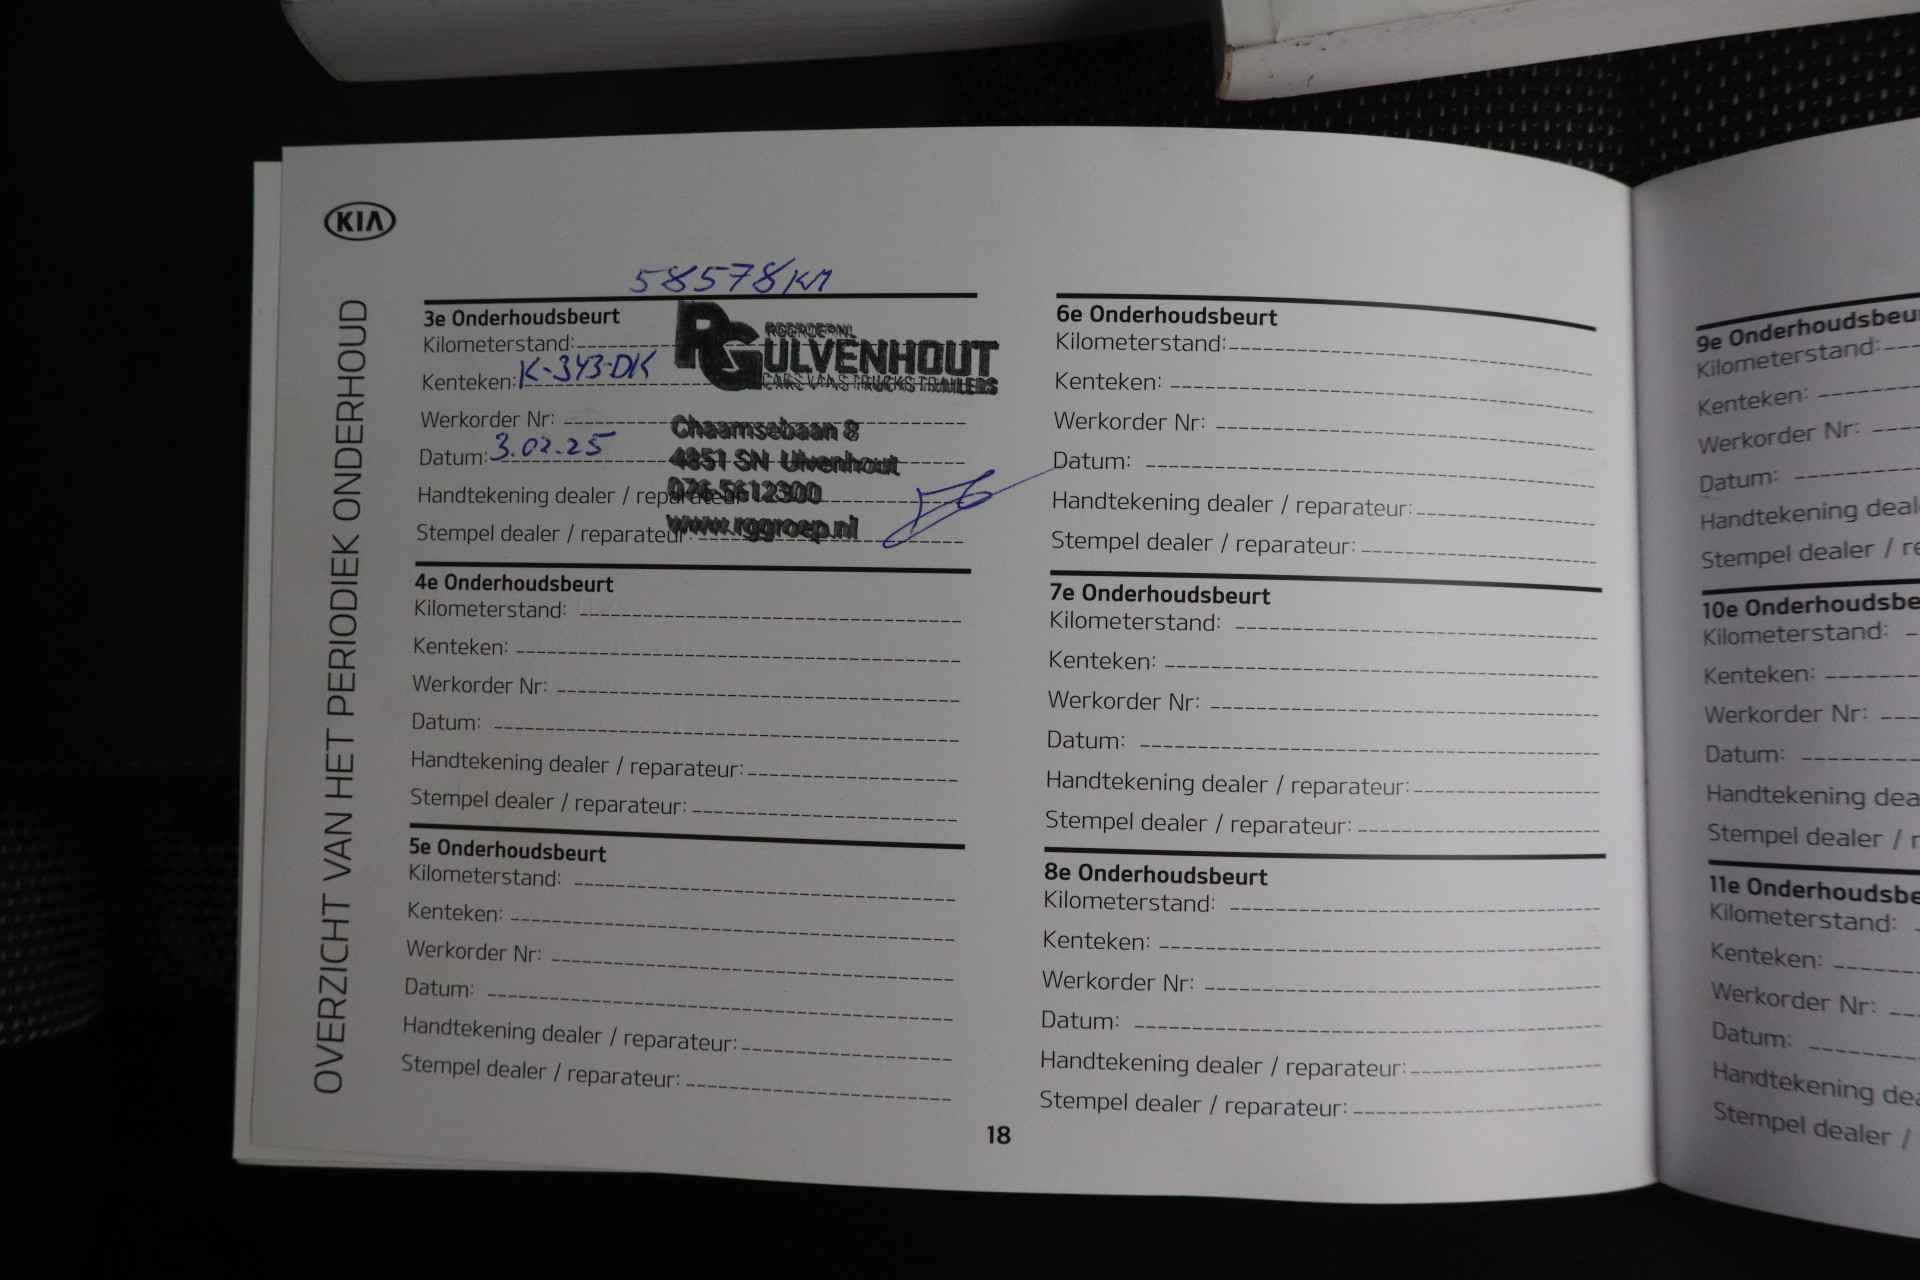 KIA
OVERZICHT VAN HET PERIODIEK ONDERHOUD
58578 KM
3e Onderhoudsbeurt
Kilometerstand:
Kenteken: K-343-DK
Werkorder Nr:
Datum: 3.02.25
Handtekening dealer / reparateur
Stempel dealer / reparateur:
RG
RGGROEP.NL
ULVENHOUT
CARS VANS TRUCKS TRAILERS
Chaamsebaan 8
4851 SN Ulvenhout
076-5612300
www.rggroep.nl
4e Onderhoudsbeurt
Kilometerstand:
Kenteken:
Werkorder Nr:
Datum:
Handtekening dealer / reparateur:
Stempel dealer / reparateur:
5e Onderhoudsbeurt
Kilometerstand:
Kenteken:
Werkorder Nr:
Datum:
Handtekening dealer / reparateur:
Stempel dealer / reparateur:
6e Onderhoudsbeurt
Kilometerstand:
Kenteken:
Werkorder Nr:
Datum:
Handtekening dealer / reparateur:
Stempel dealer / reparateur:
7e Onderhoudsbeurt
Kilometerstand:
Kenteken:
Werkorder Nr:
Datum:
Handtekening dealer / reparateur:
Stempel dealer / reparateur:
8e Onderhoudsbeurt
Kilometerstand:
Kenteken:
Werkorder Nr:
Datum:
Handtekening dealer / reparateur:
Stempel dealer / reparateur:
18
9e Onderhoudsbeu
Kilometerstand:
Kenteken:
Werkorder Nr:
Datum:
Handtekening deal
Stempel dealer / re
10e Onderhoudsbe
Kilometerstand:
Kenteken:
Werkorder Nr:
Datum:
Handtekening dea
Stempel dealer / r
11e Onderhoudsbe
Kilometerstand:
Kenteken:
Werkorder Nr:
Datum:
Handtekening dea
Stempel dealer /